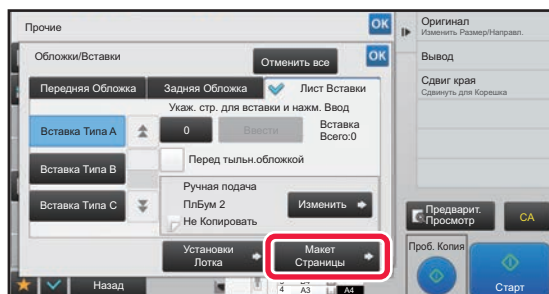 Прочие
OK
Обложки/Вставки
Отменить все
OK
Передняя Обложка
Задняя Обложка
Лист Вставки
Укаж. стр. для вставки и нажм. Ввод
Вставка Типа A
0
Ввести
Вставка
Всего:0
Вставка Типа B
Перед тыльн.обложкой
Вставка Типа C
Ручная подача
ПлБум 2
Не Копировать
Изменить
Установки
Лотка
Макет
Страницы
Назад
4
A3
A4
Оригинал
Изменить Размер/Направл.
Вывод
Сдвиг края
Сдвинуть для Корешка
Предварит.
Просмотр
CA
Проб. Копия
Старт